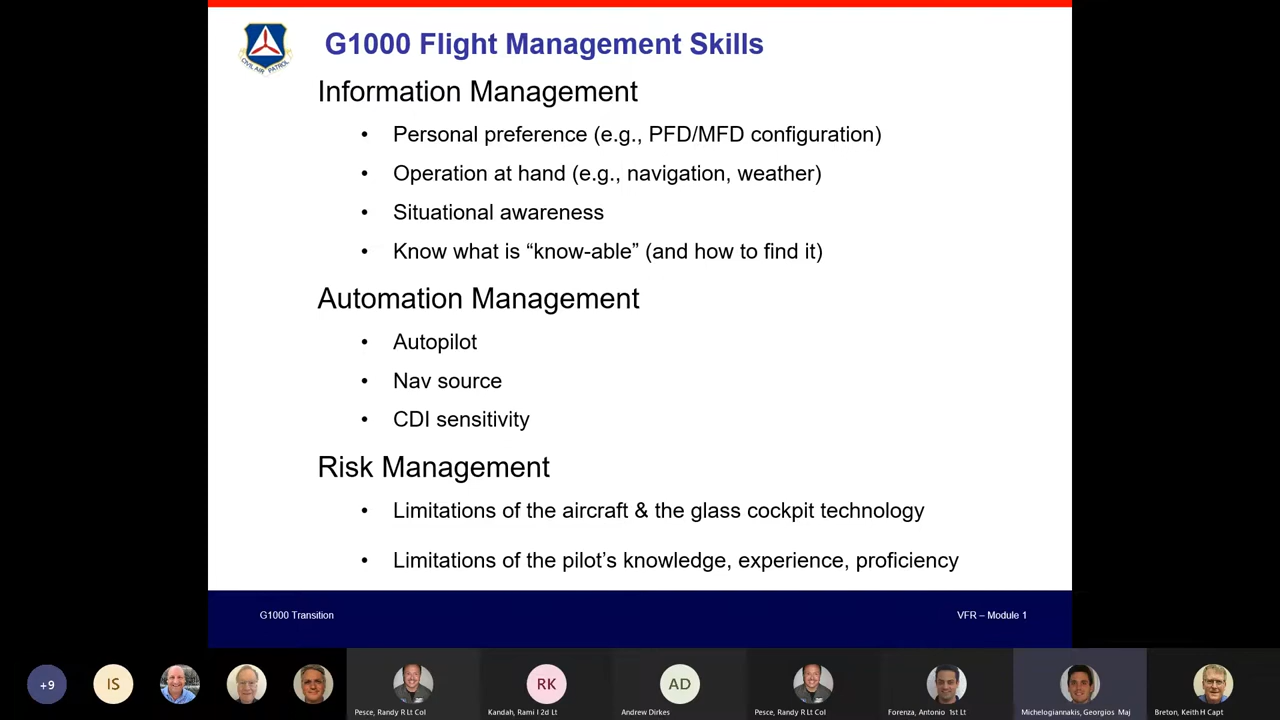 G1000 Flight Management Skills
CIVIL AIR PATROL
Information Management
• Personal preference (e.g., PFD/MFD configuration)
• Operation at hand (e.g., navigation, weather)
• Situational awareness
• Know what is “know-able” (and how to find it)
Automation Management
• Autopilot
• Nav source
• CDI sensitivity
Risk Management
• Limitations of the aircraft & the glass cockpit technology
• Limitations of the pilot’s knowledge, experience, proficiency
G1000 Transition
VFR – Module 1
+9
IS
RK
AD
Pesce, Randy R Lt Col
Kandah, Rami I 2d Lt
Andrew Dirkes
Pesce, Randy R Lt Col
Forenza, Antonio 1st Lt
Michelogiannakis, Georgios Maj
Breton, Keith H Capt